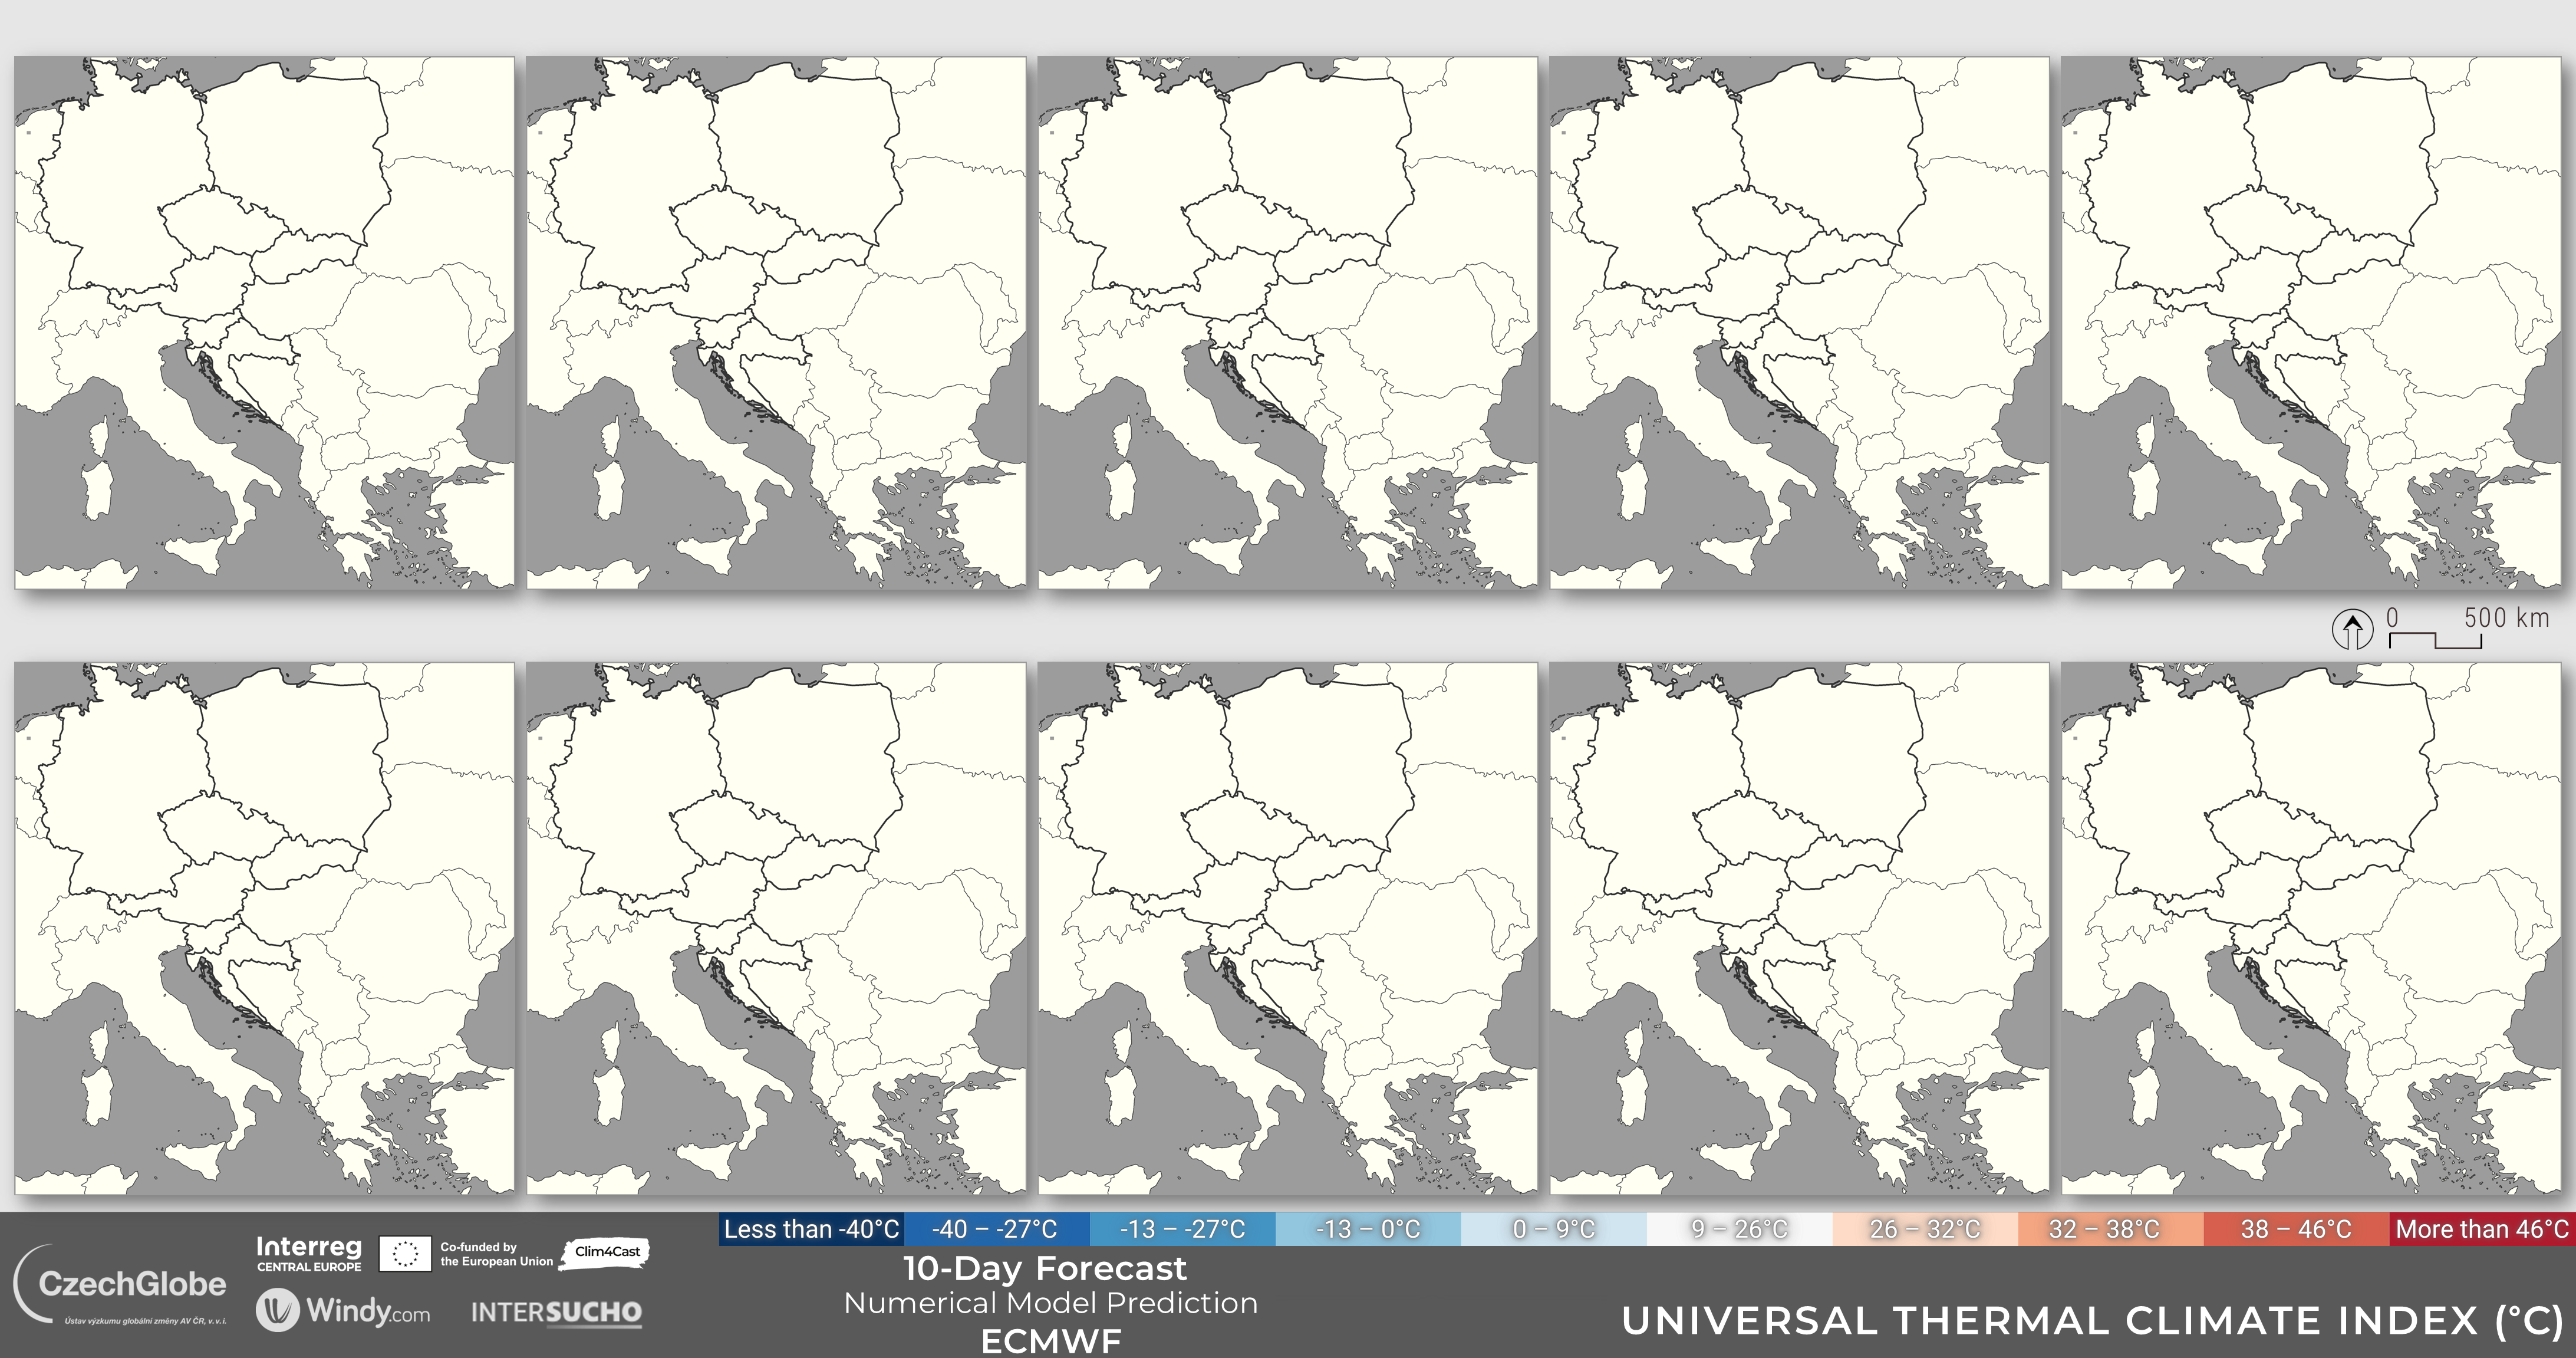 0 500 km
Less than -40°C -40 – -27°C -13 – -27°C -13 – 0°C 0 – 9°C 9 – 26°C 26 – 32°C 32 – 38°C 38 – 46°C More than 46°C
CzechGlobe
Ústav výzkumu globální změny AV ČR, v. v. i.
Interreg
CENTRAL EUROPE
Co-funded by
the European Union
Clim4Cast
Windy.com
INTERSUCHO
10-Day Forecast
Numerical Model Prediction
ECMWF
UNIVERSAL THERMAL CLIMATE INDEX (°C)